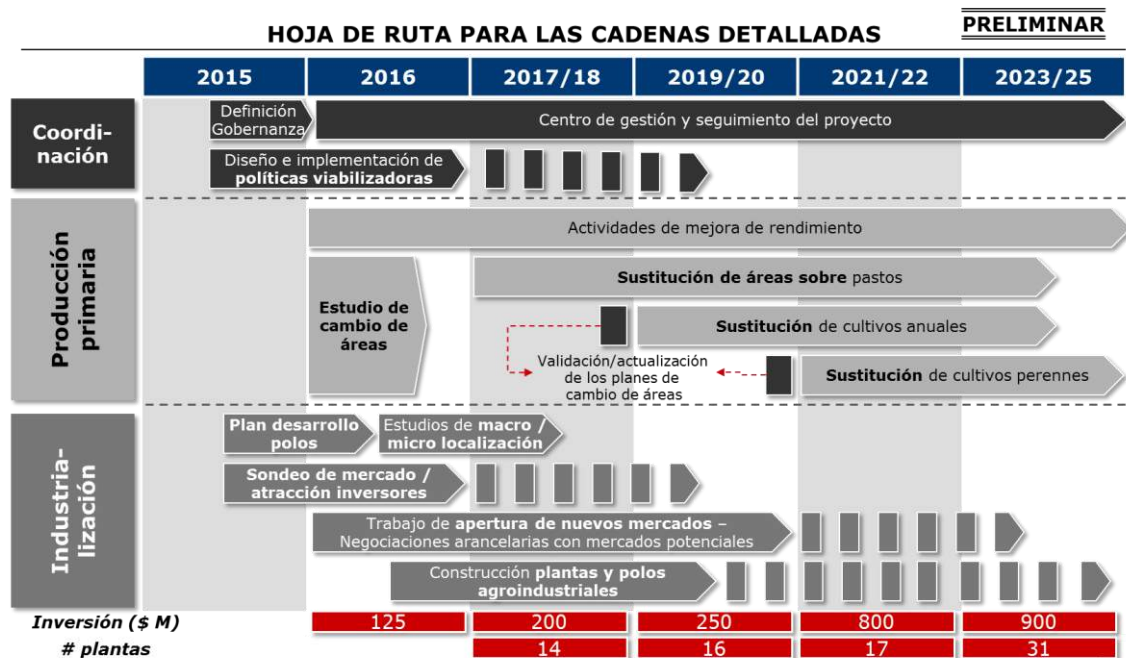 PRELIMINAR
HOJA DE RUTA PARA LAS CADENAS DETALLADAS
2015
2016
2017/18
2019/20
2021/22
2023/25
Coordi-
nación
Definición
Gobernanza
Centro de gestión y seguimiento del proyecto
Diseño e implementación de
políticas viabilizadoras
Producción
primaria
Actividades de mejora de rendimiento
Estudio de
cambio de
áreas
Sustitución de áreas sobre pastos
Sustitución de cultivos anuales
Validación/actualización
de los planes de
cambio de áreas
Sustitución de cultivos perennes
Industria-
lización
Plan desarrollo
polos
Estudios de macro /
micro localización
Sondeo de mercado /
atracción inversores
Trabajo de apertura de nuevos mercados –
Negociaciones arancelarias con mercados potenciales
Construcción plantas y polos
agroindustriales
Inversión ($ M)
125
200
250
800
900
# plantas
14
16
17
31